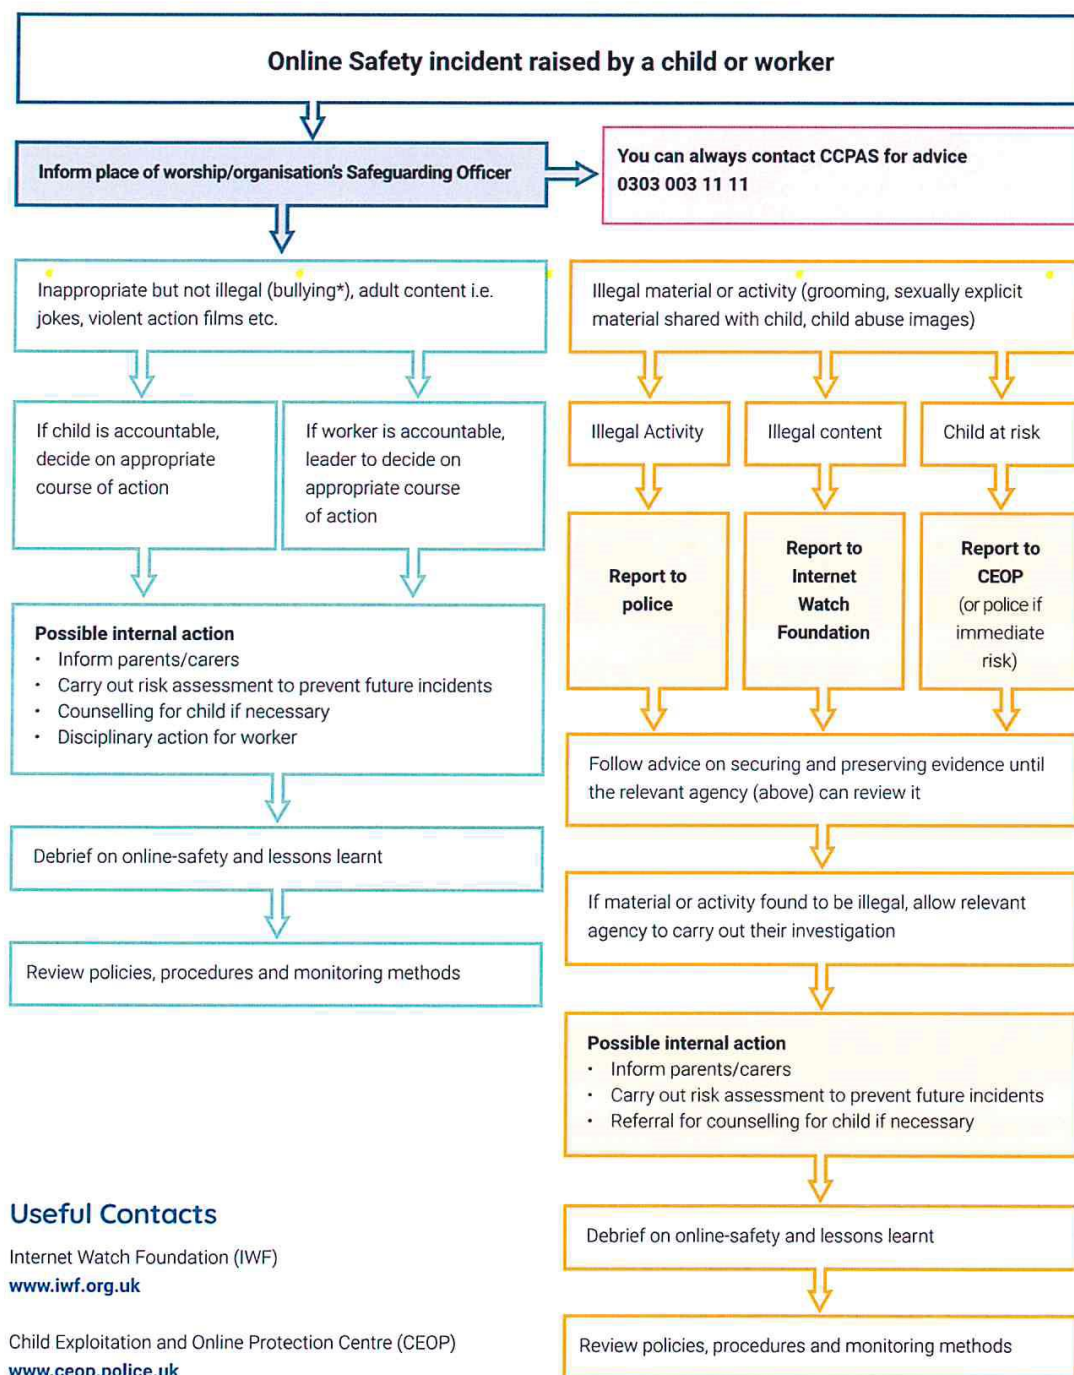 Online Safety incident raised by a child or worker
Inform place of worship/organisation's Safeguarding Officer
You can always contact CCPAS for advice
0303 003 11 11
Inappropriate but not illegal (bullying*), adult content i.e.
jokes, violent action films etc.
If child is accountable,
decide on appropriate
course of action
If worker is accountable,
leader to decide on
appropriate course
of action
Possible internal action
• Inform parents/carers
• Carry out risk assessment to prevent future incidents
• Counselling for child if necessary
• Disciplinary action for worker
Debrief on online-safety and lessons learnt
Review policies, procedures and monitoring methods
Illegal material or activity (grooming, sexually explicit
material shared with child, child abuse images)
Illegal Activity
Illegal content
Child at risk
Report to
police
Report to
Internet
Watch
Foundation
Report to
CEOP
(or police if
immediate
risk)
Follow advice on securing and preserving evidence until
the relevant agency (above) can review it
If material or activity found to be illegal, allow relevant
agency to carry out their investigation
Possible internal action
• Inform parents/carers
• Carry out risk assessment to prevent future incidents
• Referral for counselling for child if necessary
Debrief on online-safety and lessons learnt
Review policies, procedures and monitoring methods
Useful Contacts
Internet Watch Foundation (IWF)
www.iwf.org.uk
Child Exploitation and Online Protection Centre (CEOP)
www.ceop.police.uk